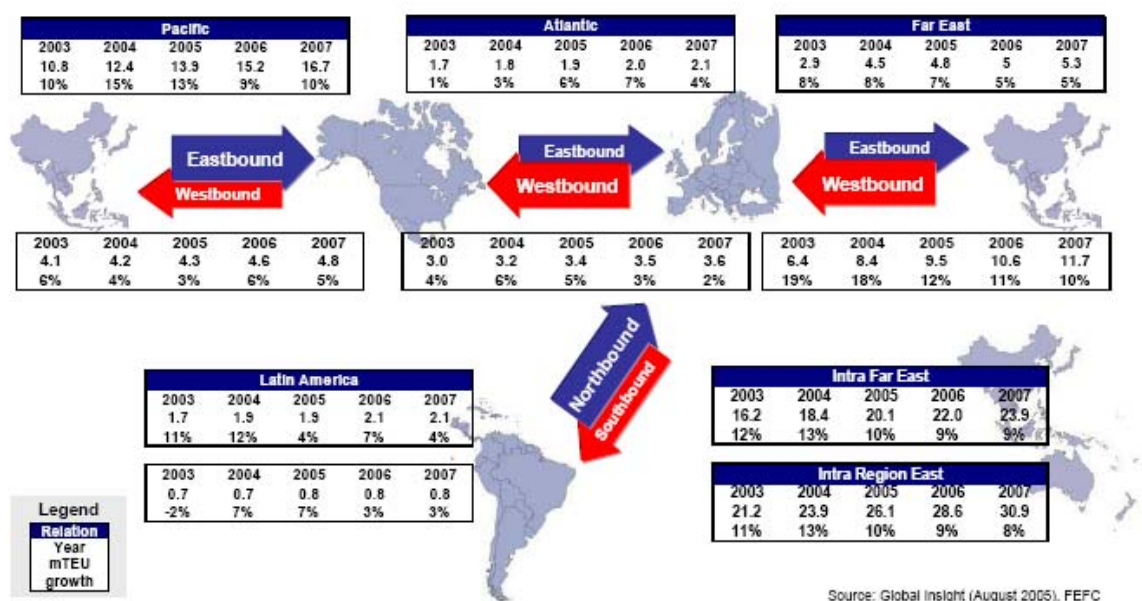 Pacific
2003 2004 2005 2006 2007
10.8 12.4 13.9 15.2 16.7
10% 15% 13% 9% 10%
Atlantic
2003 2004 2005 2006 2007
1.7 1.8 1.9 2.0 2.1
1% 3% 6% 7% 4%
Far East
2003 2004 2005 2006 2007
2.9 4.5 4.8 5 5.3
8% 8% 7% 5% 5%
Eastbound
Westbound
Eastbound
Westbound
Eastbound
Westbound
2003 2004 2005 2006 2007
4.1 4.2 4.3 4.6 4.8
6% 4% 3% 6% 5%
2003 2004 2005 2006 2007
3.0 3.2 3.4 3.5 3.6
4% 6% 5% 3% 2%
2003 2004 2005 2006 2007
6.4 8.4 9.5 10.6 11.7
19% 18% 12% 11% 10%
Northbound
Southbound
Latin America
2003 2004 2005 2006 2007
1.7 1.9 1.9 2.1 2.1
11% 12% 4% 7% 4%
2003 2004 2005 2006 2007
0.7 0.7 0.8 0.8 0.8
-2% 7% 7% 3% 3%
Intra Far East
2003 2004 2005 2006 2007
16.2 18.4 20.1 22.0 23.9
12% 13% 10% 9% 9%
Intra Region East
2003 2004 2005 2006 2007
21.2 23.9 26.1 28.6 30.9
11% 13% 10% 9% 8%
Legend
Relation
Year
mTEU
growth
Source: Global Insight (August 2005), FEFC